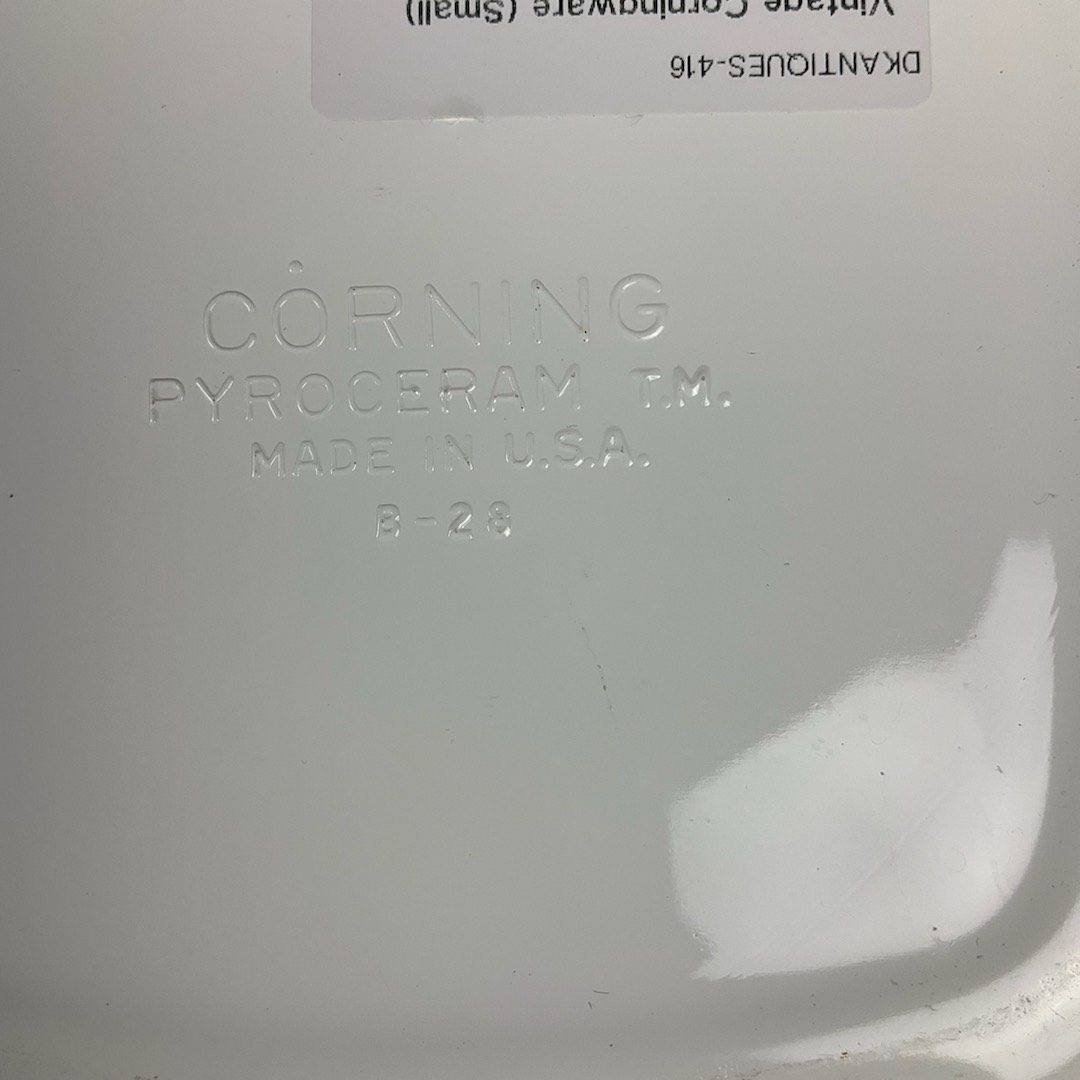 Vintage Corningware (Small)
DKANTIQUES-416
CORNING
PYROCERAM T.M.
MADE IN U.S.A.
B-28